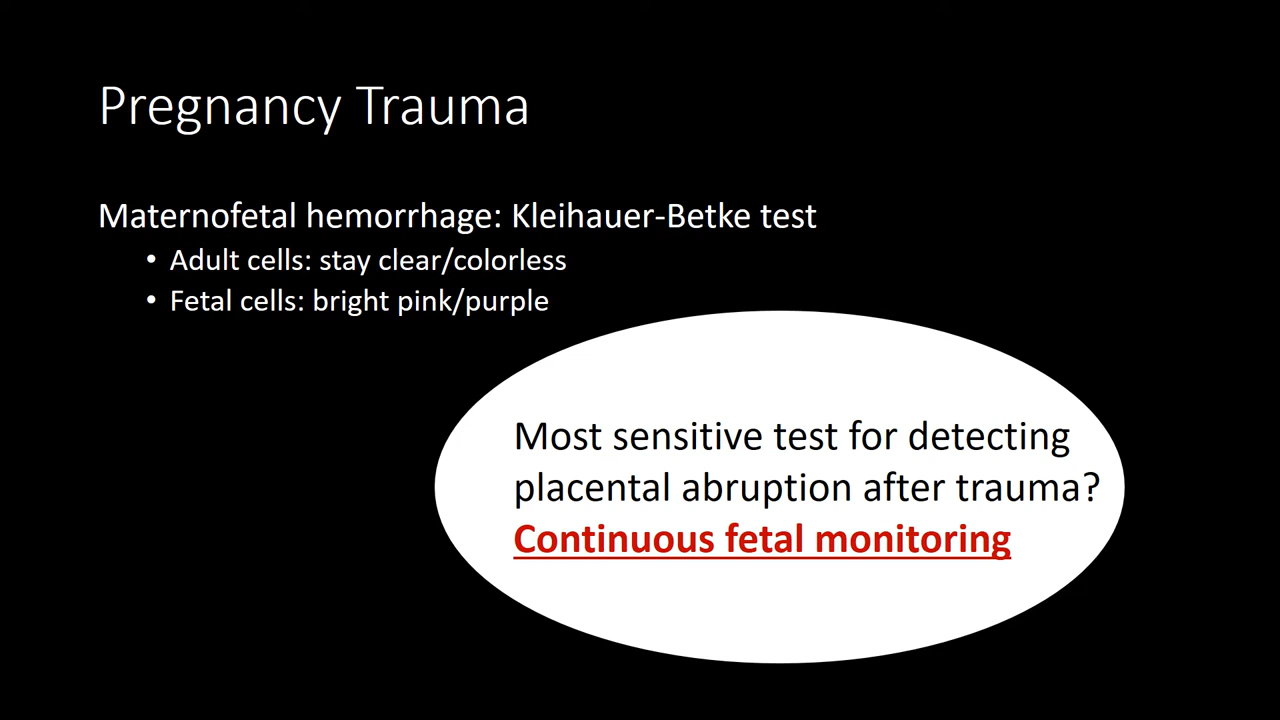 Pregnancy Trauma
Maternofetal hemorrhage: Kleihauer-Betke test
• Adult cells: stay clear/colorless
• Fetal cells: bright pink/purple
Most sensitive test for detecting
placental abruption after trauma?
Continuous fetal monitoring